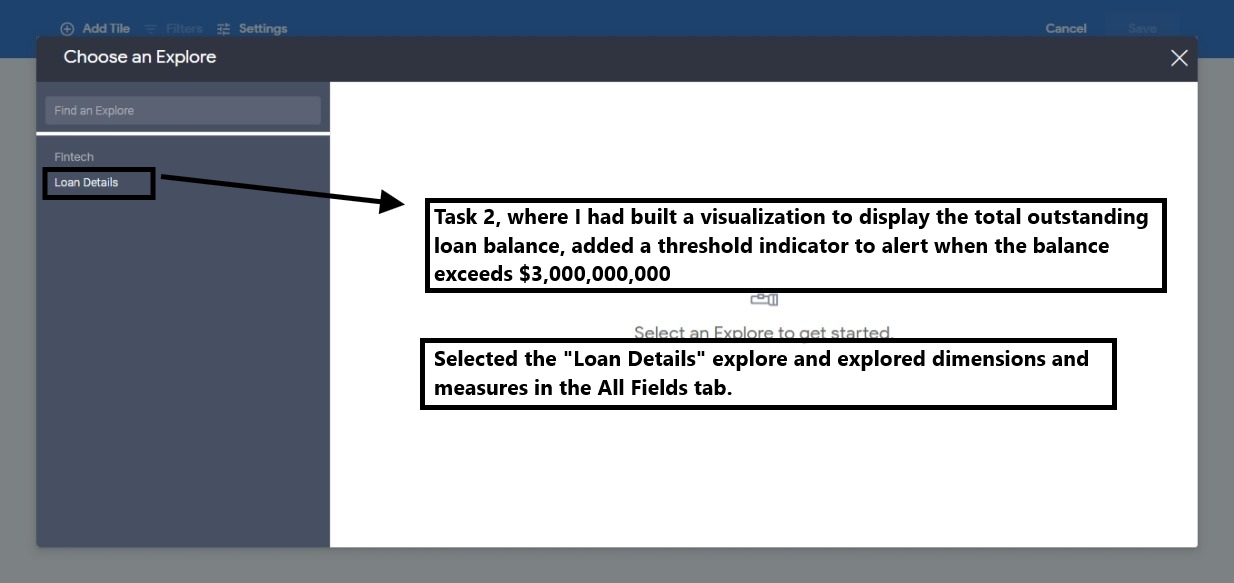 Add Tile Filters Settings Cancel Save
Choose an Explore
Find an Explore
Fintech
Loan Details
Task 2, where I had built a visualization to display the total outstanding
loan balance, added a threshold indicator to alert when the balance
exceeds $3,000,000,000
Select an Explore to get started.
Selected the "Loan Details" explore and explored dimensions and
measures in the All Fields tab.